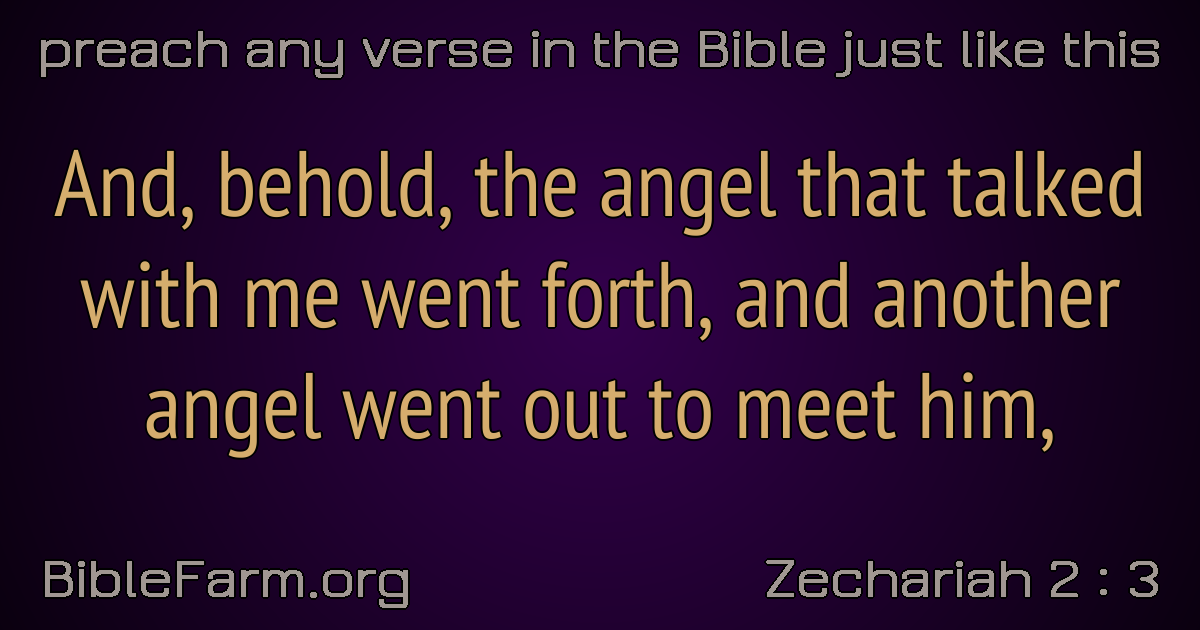 preach any verse in the Bible just like this
And, behold, the angel that talked
with me went forth, and another
angel went out to meet him,
BibleFarm.org
Zechariah 2 : 3